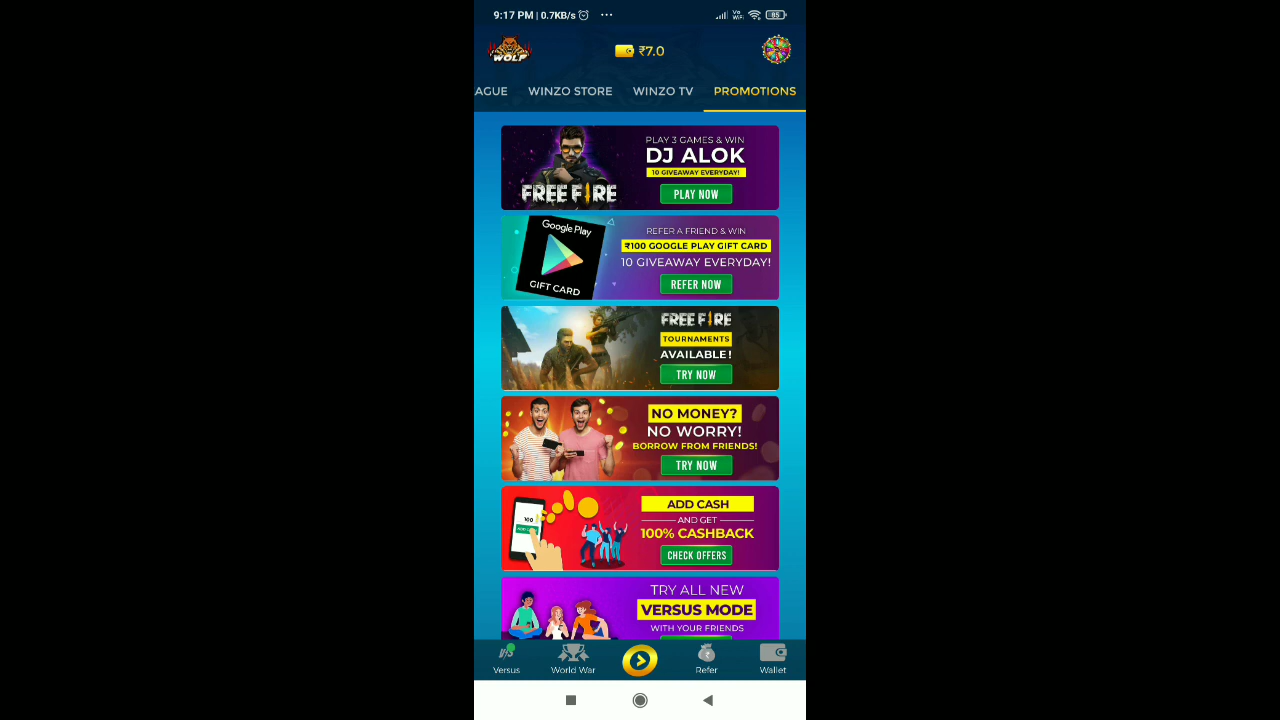 9:17 PM | 0.7KB/s ...
Vo
WiFi
85
WOLF
₹7.0
AGUE WINZO STORE WINZO TV PROMOTIONS
PLAY 3 GAMES & WIN
DJ ALOK
10 GIVEAWAY EVERYDAY!
FREE FIRE
PLAY NOW
Google Play
GIFT CARD
REFER A FRIEND & WIN
₹100 GOOGLE PLAY GIFT CARD
10 GIVEAWAY EVERYDAY!
REFER NOW
FREE FIRE
TOURNAMENTS
AVAILABLE!
TRY NOW
NO MONEY?
NO WORRY!
BORROW FROM FRIENDS!
TRY NOW
100
ADD CASH
AND GET
100% CASHBACK
CHECK OFFERS
TRY ALL NEW
VERSUS MODE
WITH YOUR FRIENDS
Versus World War Refer Wallet